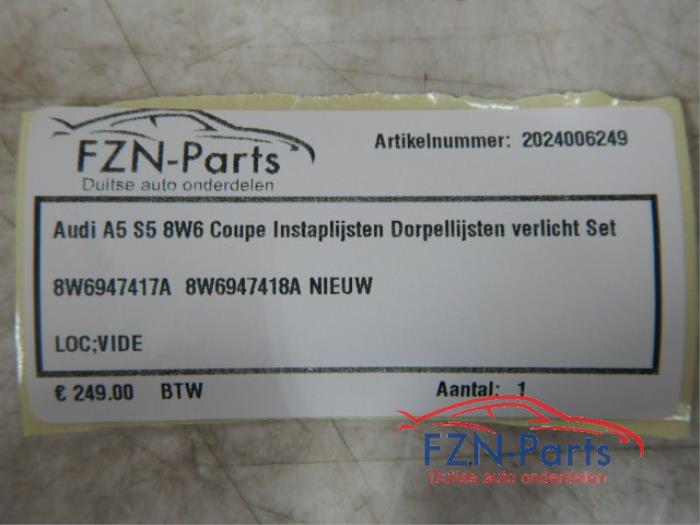 FZN-Parts
Duitse auto onderdelen
Artikelnummer: 2024006249
Audi A5 S5 8W6 Coupe Instaplijsten Dorpellijsten verlicht Set
8W6947417A 8W6947418A NIEUW
LOC;VIDE
€ 249.00 BTW Aantal: 1
FZN-Parts
Duitse auto onderdelen